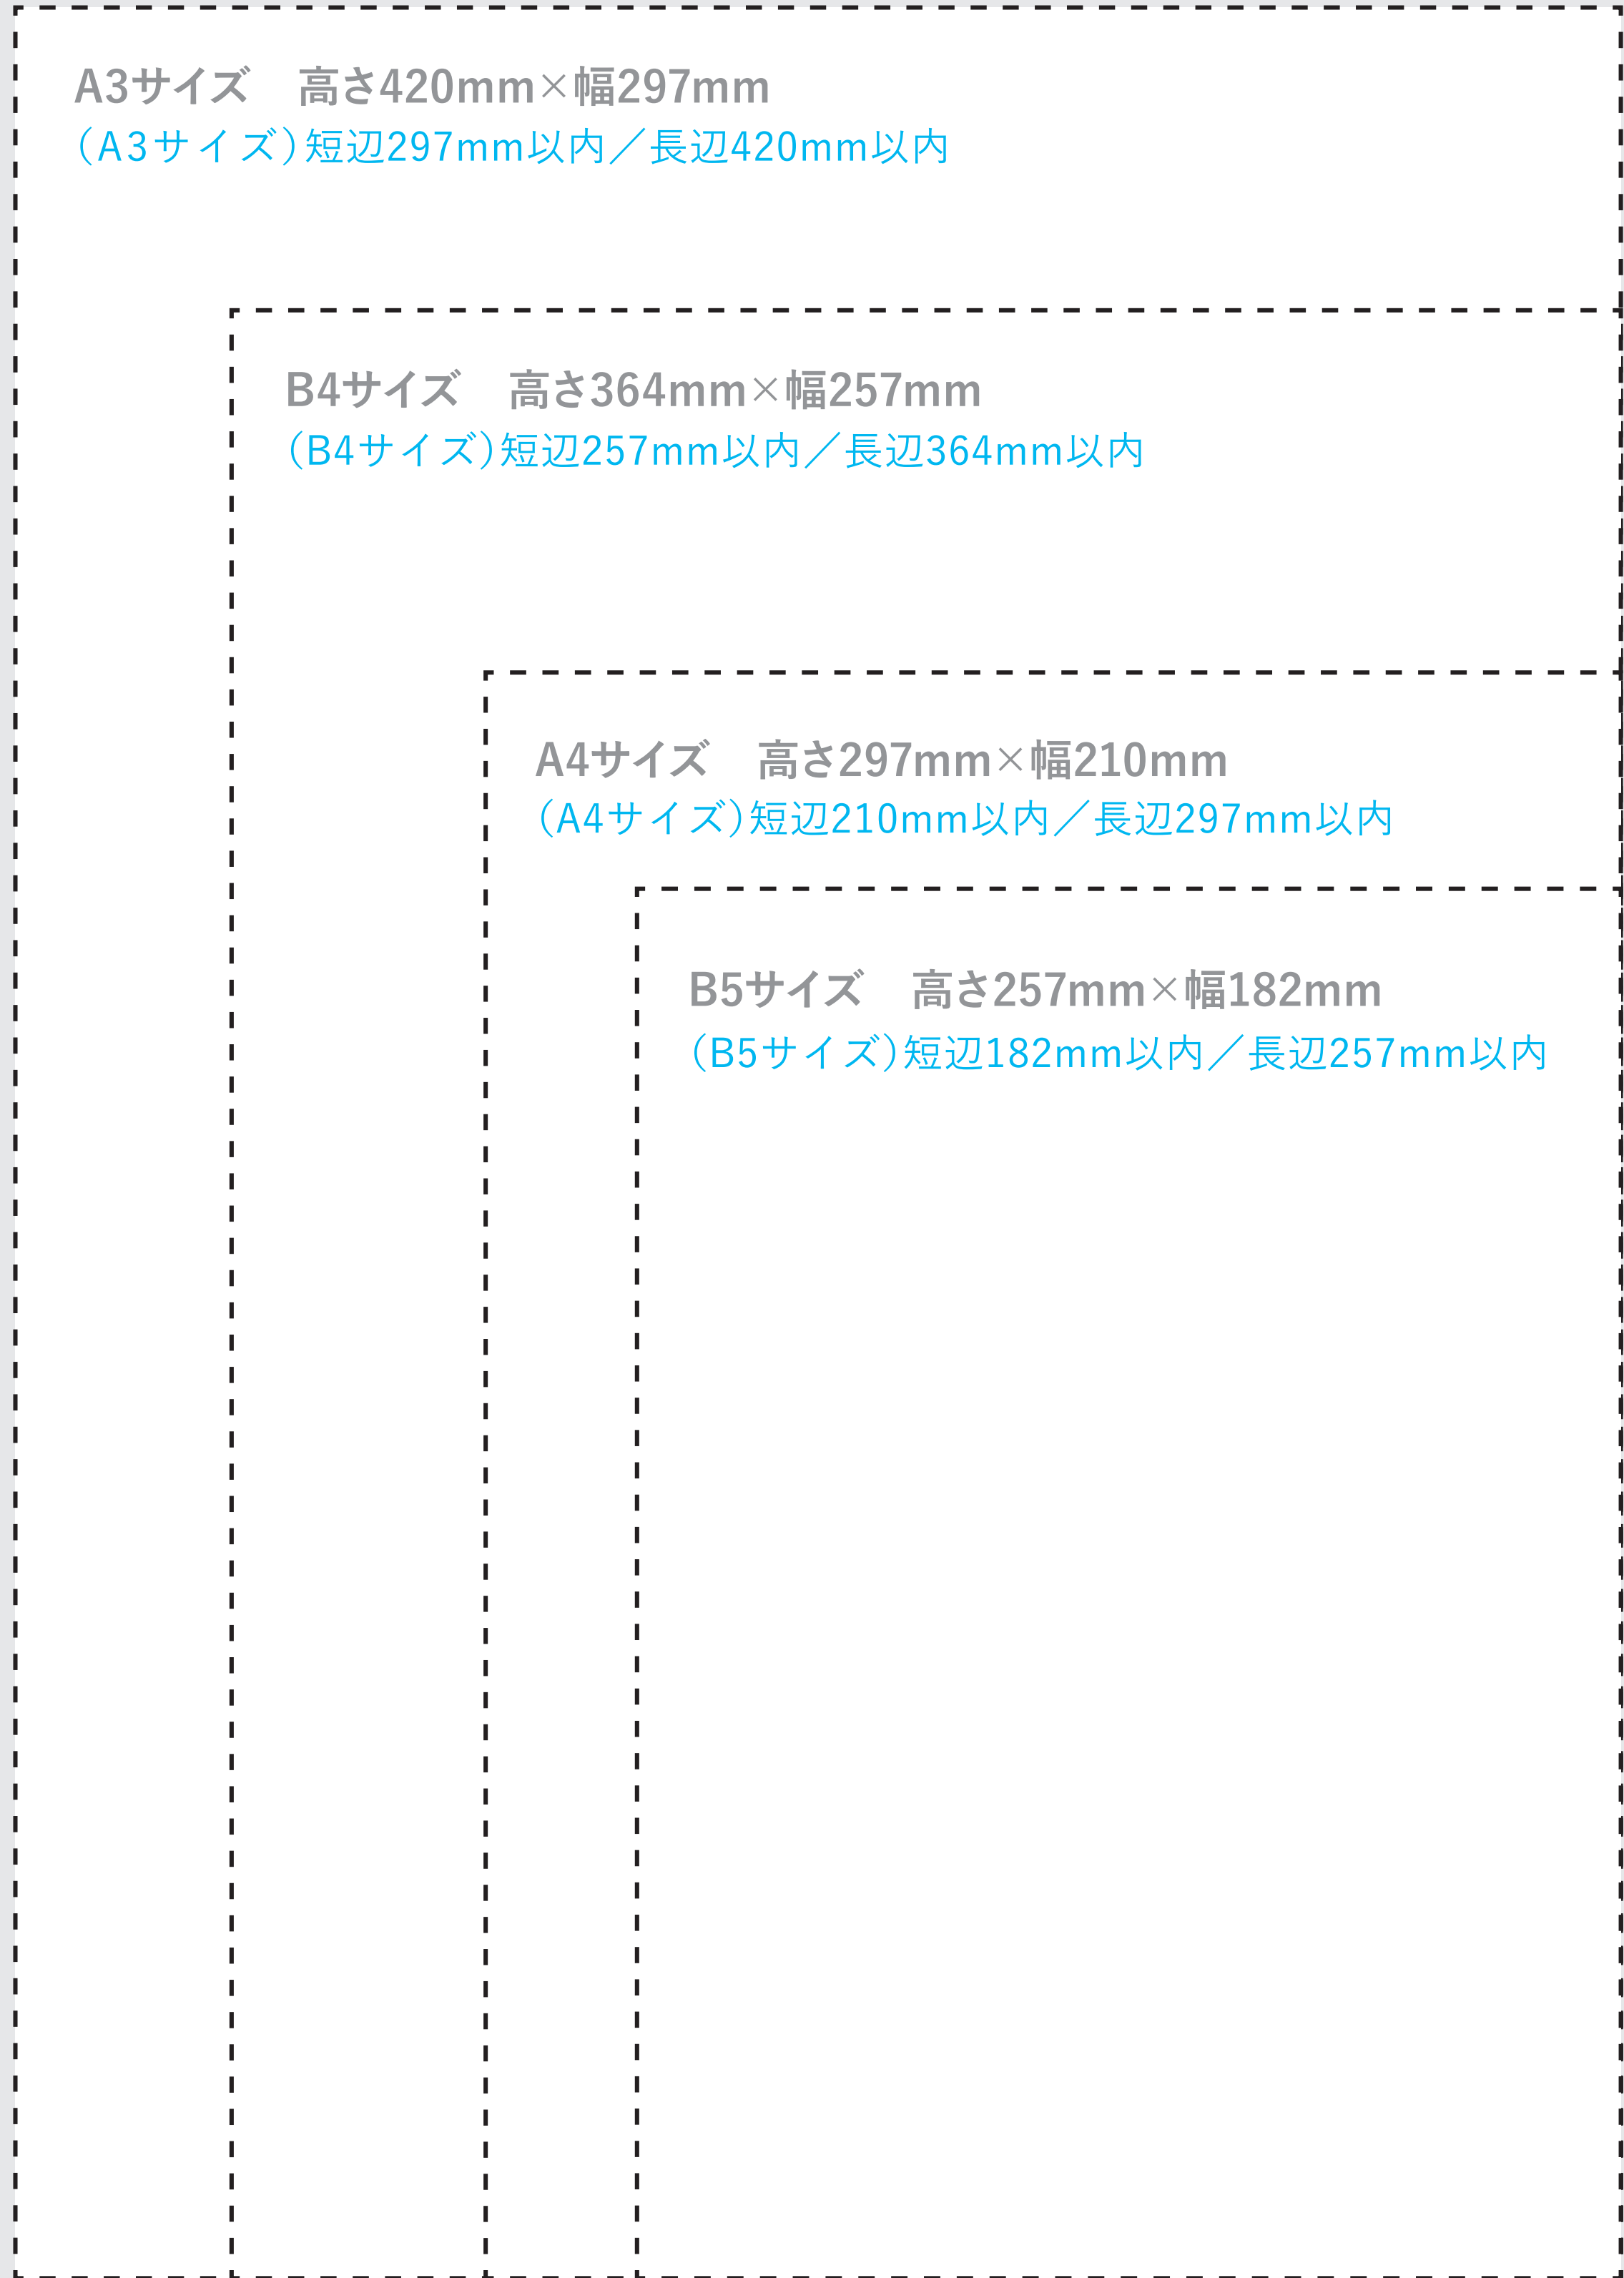 A3サイズ　高さ420mm×幅297mm
（A3サイズ）短辺297mm以内／長辺420mm以内
B4サイズ　高さ364mm×幅257mm
（B4サイズ）短辺257mm以内／長辺364mm以内
A4サイズ　高さ297mm×幅210mm
（A4サイズ）短辺210mm以内／長辺297mm以内
B5サイズ　高さ257mm×幅182mm
（B5サイズ）短辺182mm以内／長辺257mm以内